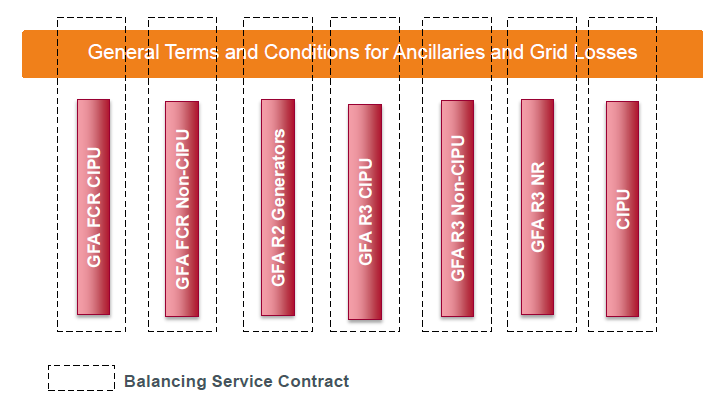 General Terms and Conditions for Ancillaries and Grid Losses
GFA FCR CIPU
GFA FCR Non-CIPU
GFA R2 Generators
GFA R3 CIPU
GFA R3 Non-CIPU
GFA R3 NR
CIPU
Balancing Service Contract